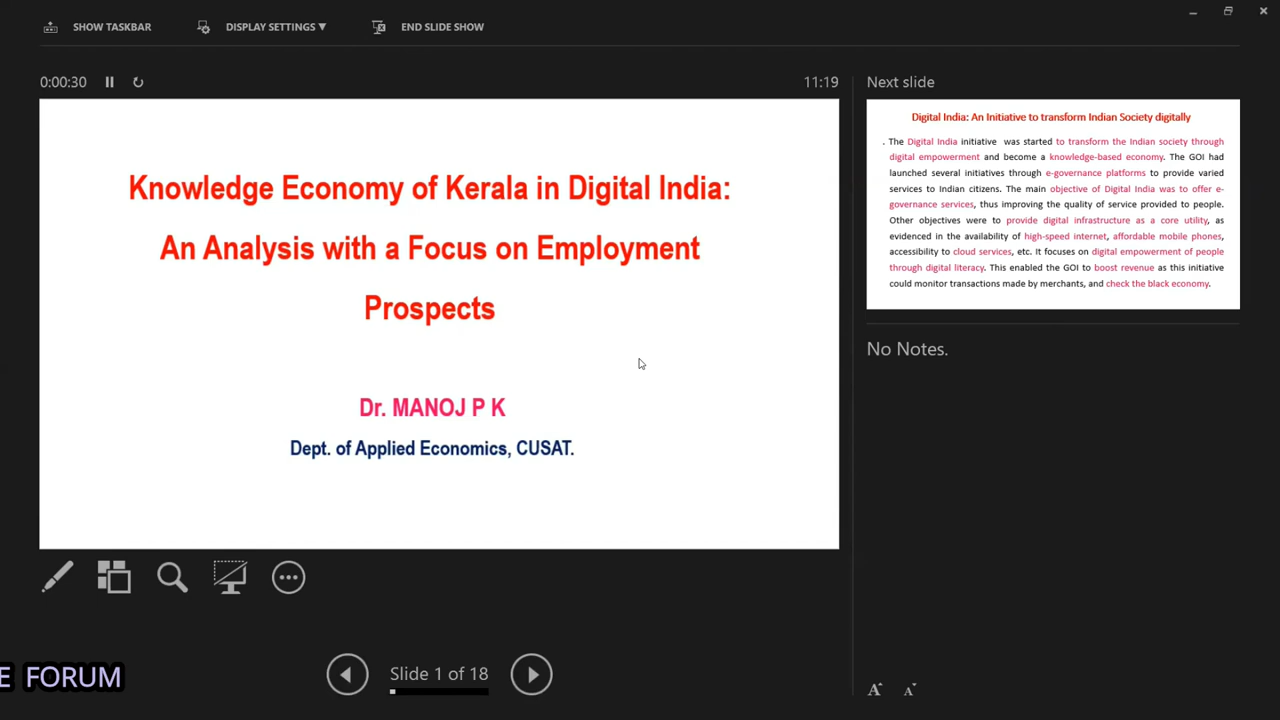 SHOW TASKBAR
DISPLAY SETTINGS ▼
END SLIDE SHOW
0:00:30
11:19
Knowledge Economy of Kerala in Digital India:
An Analysis with a Focus on Employment
Prospects
Dr. MANOJ P K
Dept. of Applied Economics, CUSAT.
Slide 1 of 18
E FORUM
Next slide
Digital India: An Initiative to transform Indian Society digitally
. The Digital India initiative was started to transform the Indian society through
digital empowerment and become a knowledge-based economy. The GOI had
launched several initiatives through e-governance platforms to provide varied
services to Indian citizens. The main objective of Digital India was to offer e-
governance services, thus improving the quality of service provided to people.
Other objectives were to provide digital infrastructure as a core utility, as
evidenced in the availability of high-speed internet, affordable mobile phones,
accessibility to cloud services, etc. It focuses on digital empowerment of people
through digital literacy. This enabled the GOI to boost revenue as this initiative
could monitor transactions made by merchants, and check the black economy.
No Notes.
A A